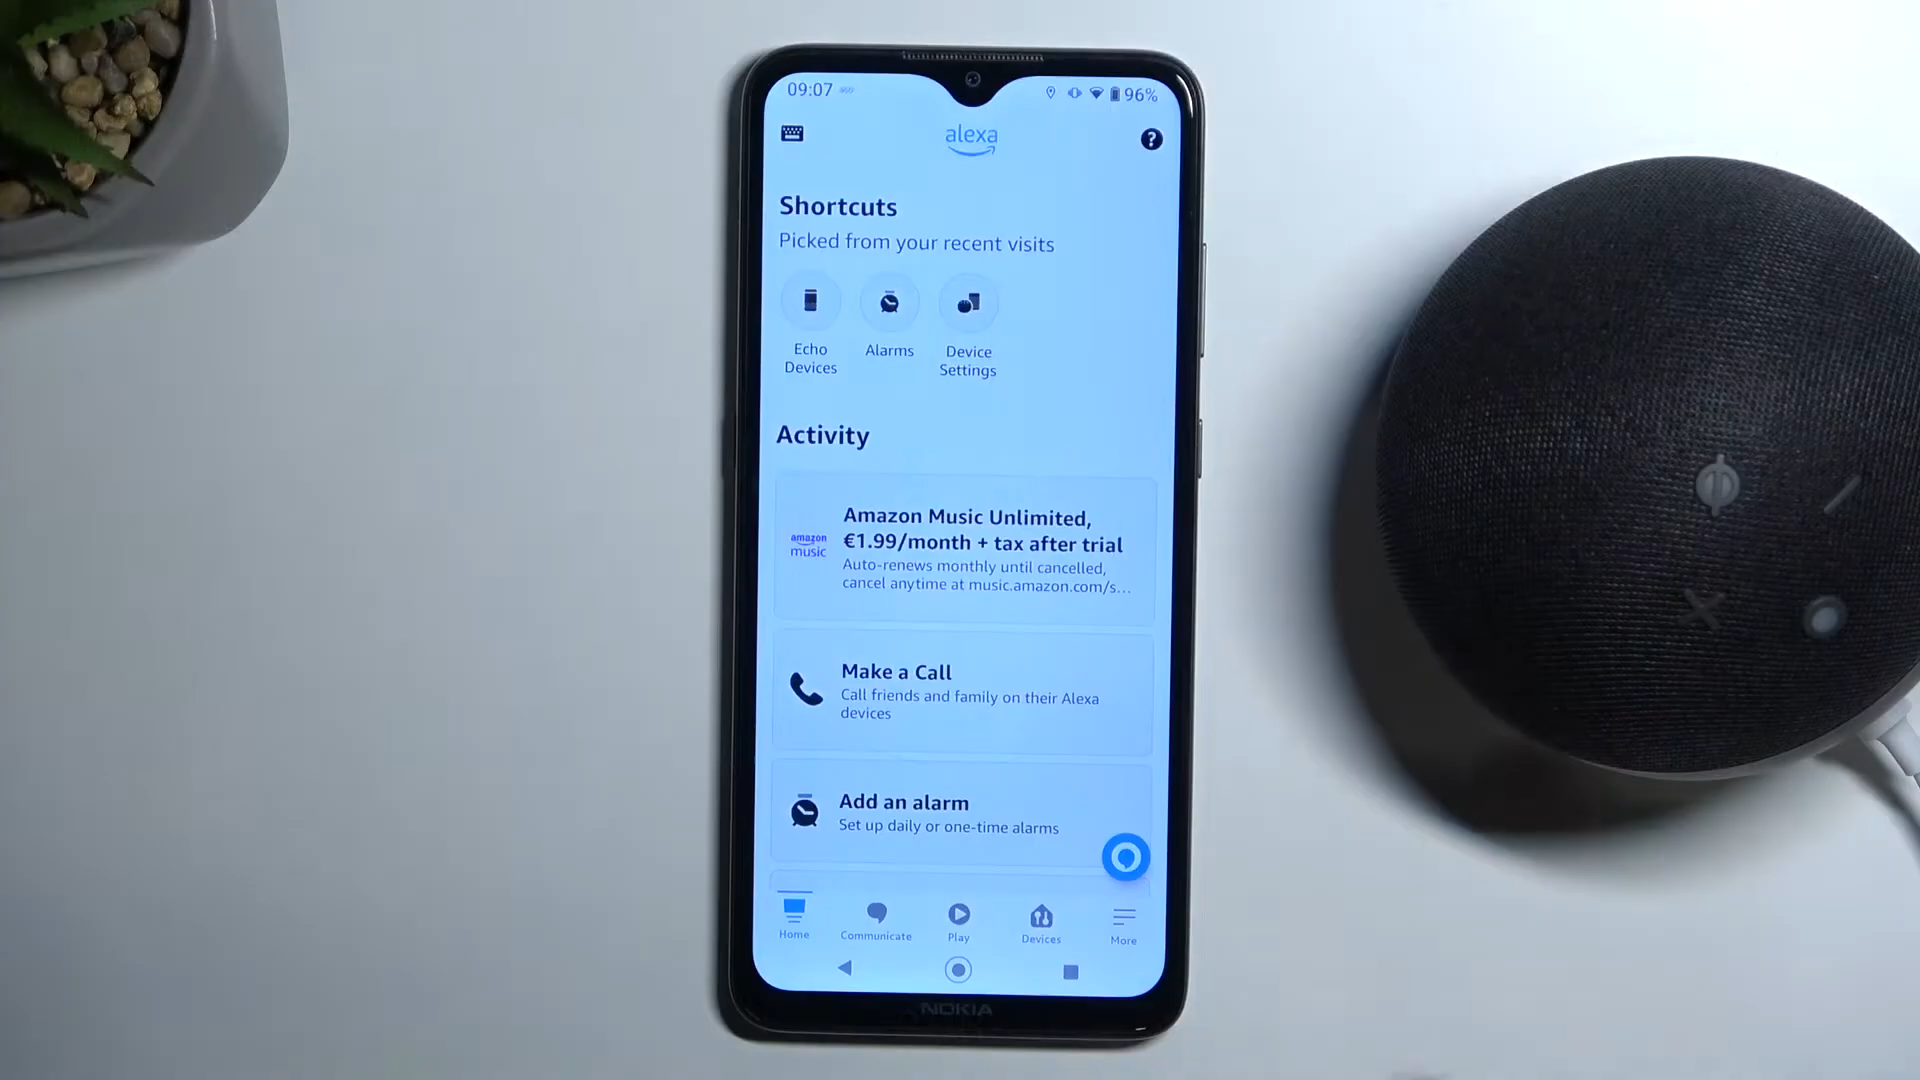 09:07
96%
alexa
?
Shortcuts
Picked from your recent visits
Echo
Devices
Alarms
Device
Settings
Activity
amazon
music
Amazon Music Unlimited,
€1.99/month + tax after trial
Auto-renews monthly until cancelled,
cancel anytime at music.amazon.com/s...
Make a Call
Call friends and family on their Alexa
devices
Add an alarm
Set up daily or one-time alarms
Home
Communicate
Play
Devices
More
NOKIA